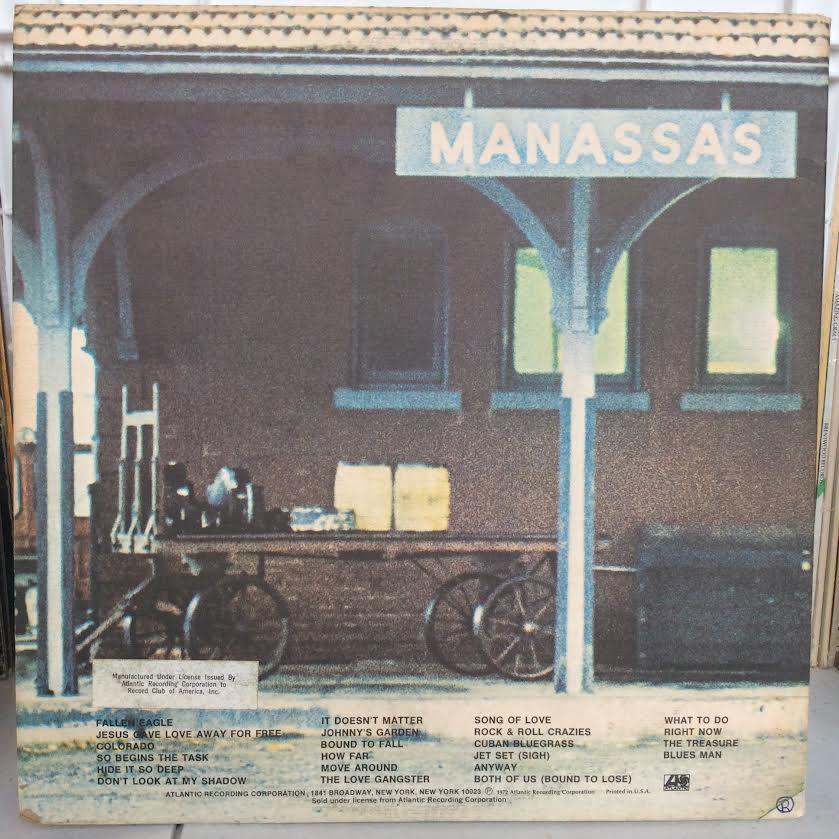 MANASSAS
Manufactured Under License Issued By
Atlantic Recording Corporation to
Record Club of America, Inc.
FALLEN EAGLE
JESUS GAVE LOVE AWAY FOR FREE
COLORADO
SO BEGINS THE TASK
HIDE IT SO DEEP
DON'T LOOK AT MY SHADOW
IT DOESN'T MATTER
JOHNNY'S GARDEN
BOUND TO FALL
HOW FAR
MOVE AROUND
THE LOVE GANGSTER
SONG OF LOVE
ROCK & ROLL CRAZIES
CUBAN BLUEGRASS
JET SET (SIGH)
ANYWAY
BOTH OF US (BOUND TO LOSE)
WHAT TO DO
RIGHT NOW
THE TREASURE
BLUES MAN
ATLANTIC
ATLANTIC RECORDING CORPORATION, 1841 BROADWAY, NEW YORK, NEW YORK 10023 Ⓟ 1972 Atlantic Recording Corporation Printed in U.S.A.
Sold under license from Atlantic Recording Corporation
R